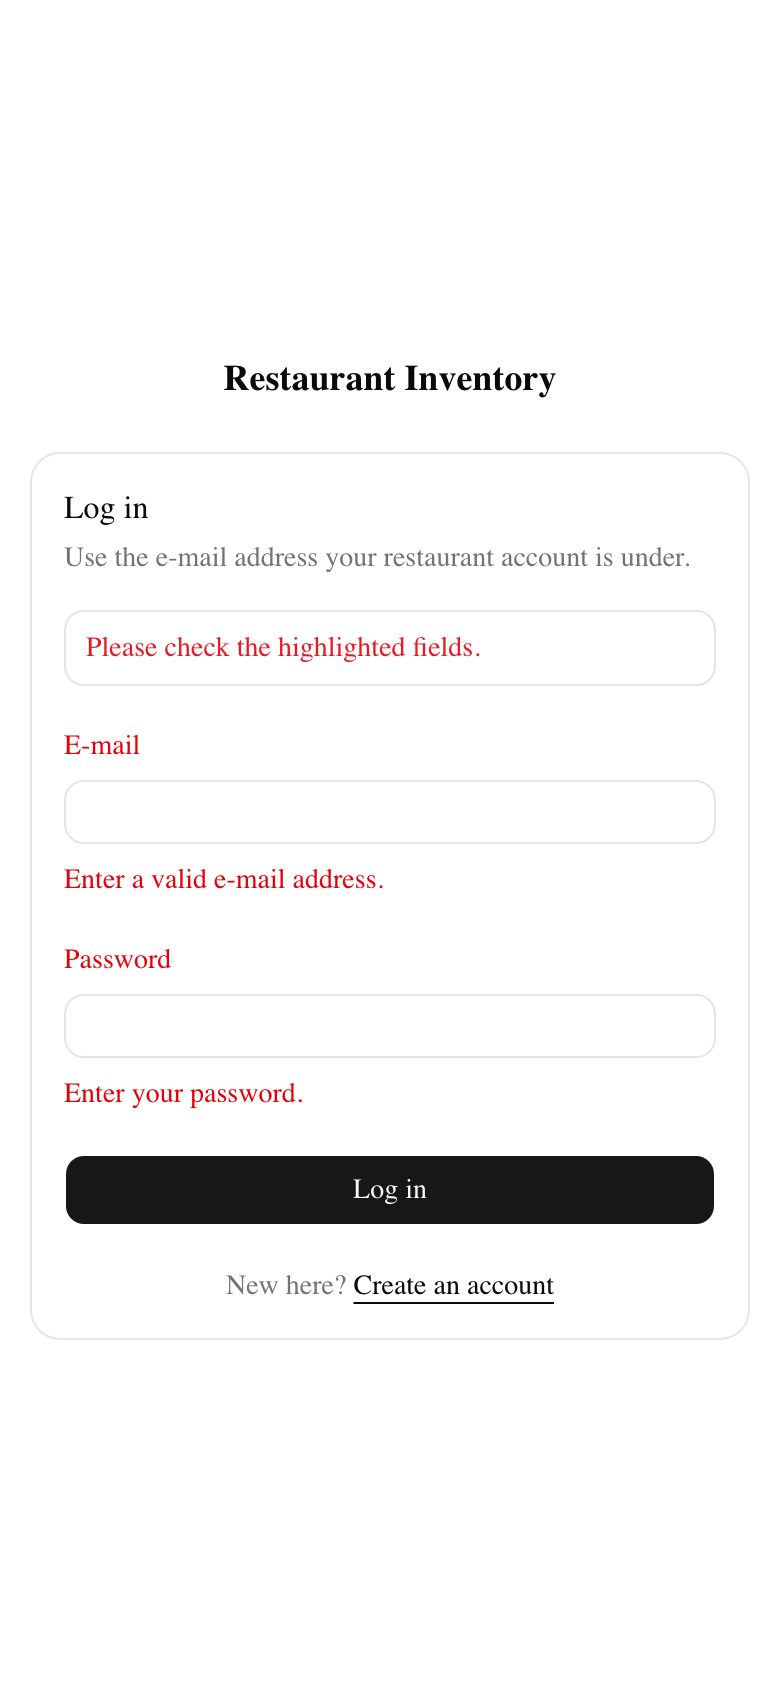 Restaurant Inventory
Log in
Use the e-mail address your restaurant account is under.
Please check the highlighted fields.
E-mail
Enter a valid e-mail address.
Password
Enter your password.
Log in
New here? Create an account